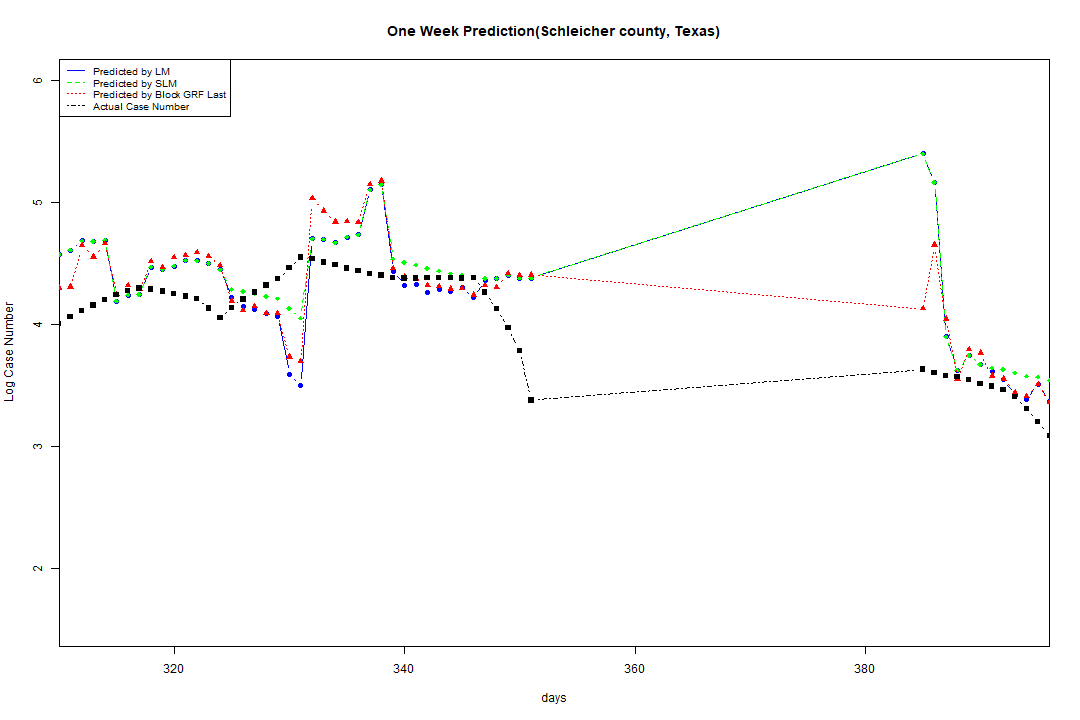 One Week Prediction(Schleicher county, Texas)
Predicted by LM
Predicted by SLM
Predicted by Block GRF Last
Actual Case Number
Log Case Number
6
5
4
3
2
320
340
360
380
days